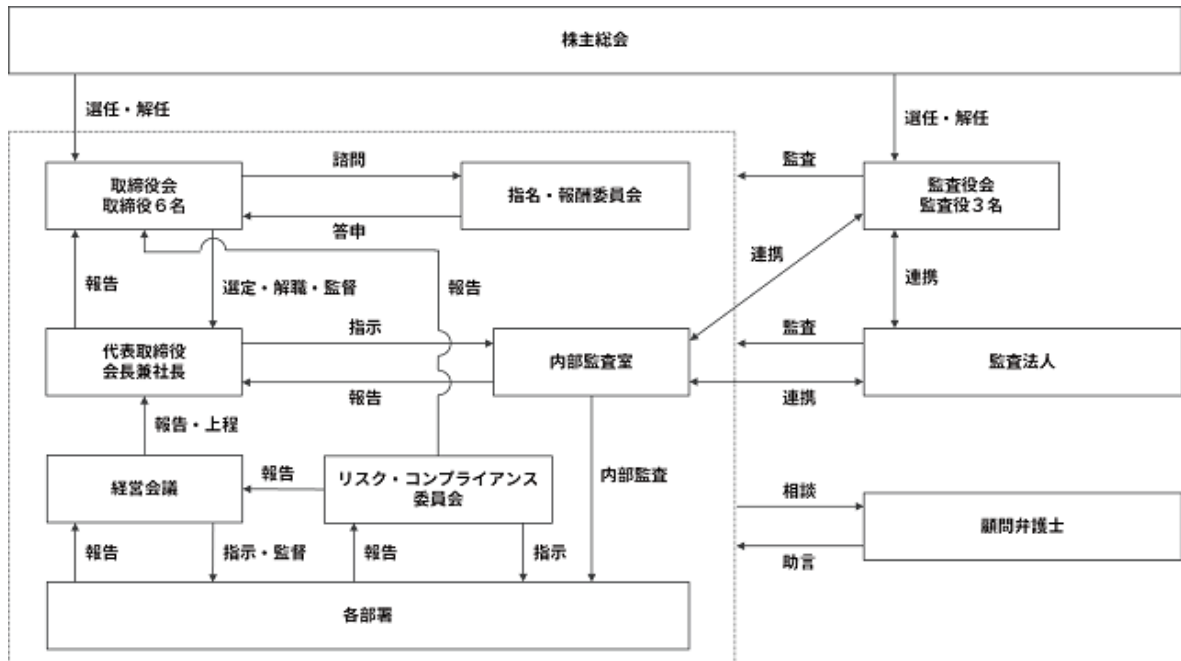 株主総会
選任・解任
選任・解任
諮問
監査
取締役会
取締役６名
指名・報酬委員会
監査役会
監査役３名
答申
連携
報告
選定・解職・監督
報告
連携
指示
監査
代表取締役
会長兼社長
内部監査室
監査法人
報告
連携
報告・上程
経営会議
報告
リスク・コンプライアンス
委員会
内部監査
相談
顧問弁護士
報告
指示・監督
報告
指示
助言
各部署